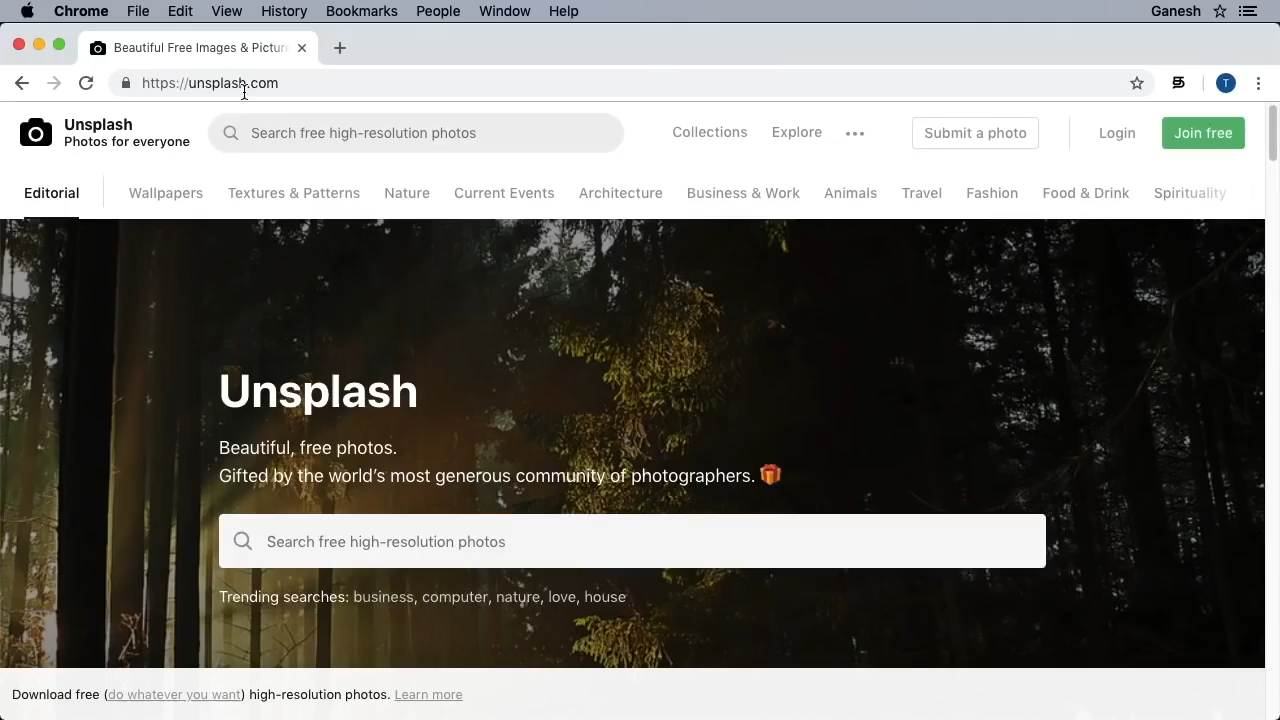 Chrome File Edit View History Bookmarks People Window Help Ganesh
Beautiful Free Images & Picture
https://unsplash.com T
Unsplash
Photos for everyone
Search free high-resolution photos
Collections Explore Submit a photo Login Join free
Editorial Wallpapers Textures & Patterns Nature Current Events Architecture Business & Work Animals Travel Fashion Food & Drink Spirituality
Unsplash
Beautiful, free photos.
Gifted by the world's most generous community of photographers. 🎁
Search free high-resolution photos
Trending searches: business, computer, nature, love, house
Download free (do whatever you want) high-resolution photos. Learn more